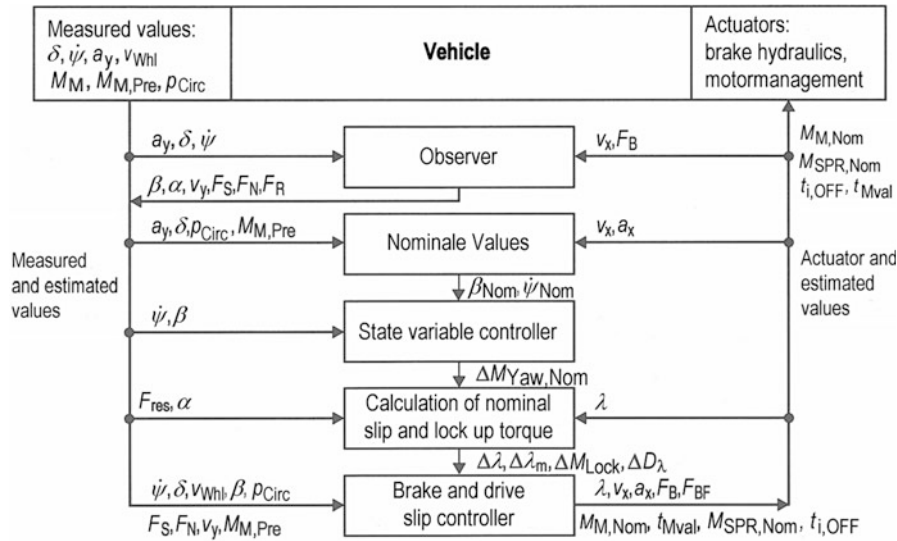 Measured values:
δ, ψ̇, a_y, v_Whl
M_M, M_M,Pre, p_Circ
Vehicle
Actuators:
brake hydraulics,
motormanagement
a_y, δ, ψ̇
Observer
v_x, F_B
M_M,Nom
M_SPR,Nom
t_i,OFF, t_Mval
β, α, v_y, F_S, F_N, F_R
a_y, δ, p_Circ, M_M,Pre
Nominale Values
v_x, a_x
Measured
and estimated
values
Actuator and
estimated
values
β_Nom, ψ̇_Nom
ψ̇, β
State variable controller
ΔM_Yaw,Nom
F_res, α
Calculation of nominal
slip and lock up torque
λ
Δλ, Δλ_m, ΔM_Lock, ΔD_λ
ψ̇, δ, v_Whl, β, p_Circ
F_S, F_N, v_y, M_M,Pre
Brake and drive
slip controller
λ, v_x, a_x, F_B, F_BF
M_M,Nom, t_Mval, M_SPR,Nom, t_i,OFF